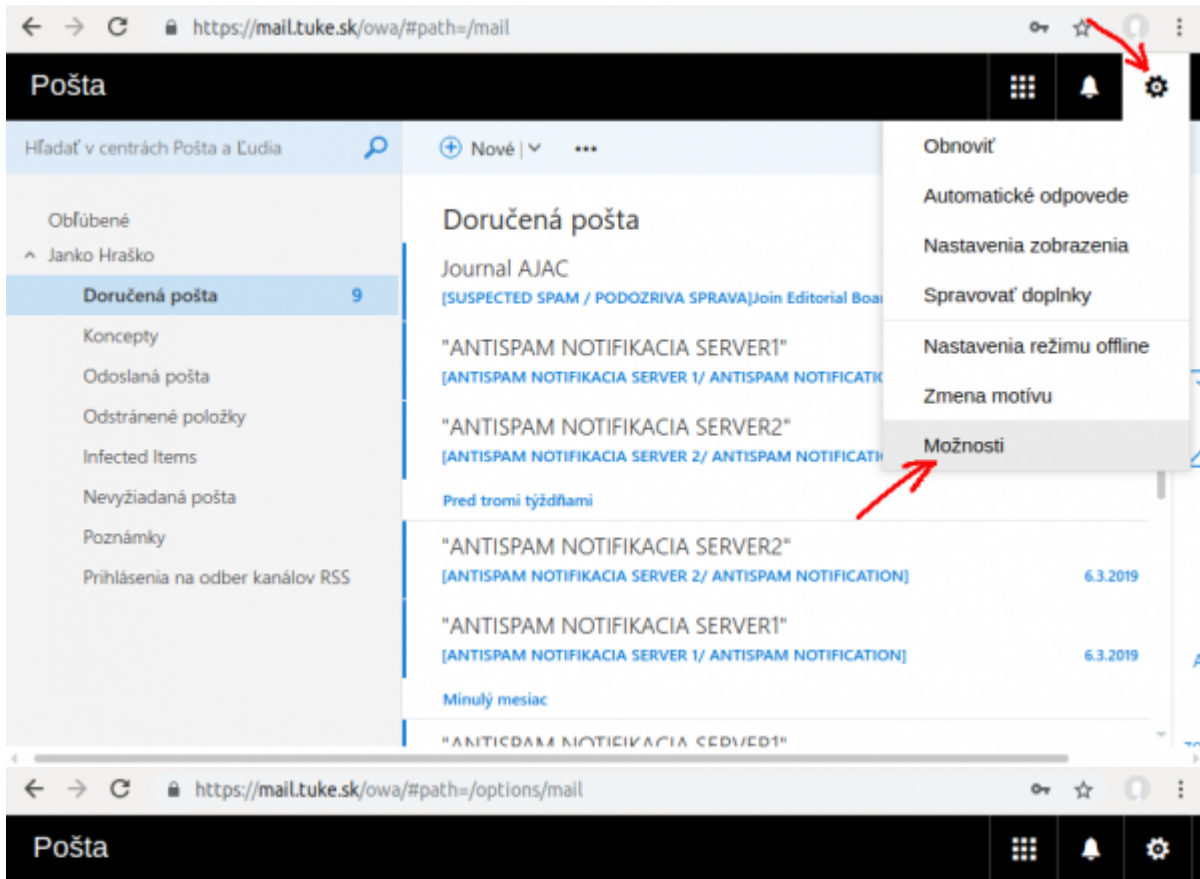 https://mail.tuke.sk/owa/#path=/mail
Pošta
Hľadať v centrách Pošta a Ľudia
Nové
Obnoviť
Automatické odpovede
Nastavenia zobrazenia
Spravovať doplnky
Nastavenia režimu offline
Zmena motívu
Možnosti
Obľúbené
Janko Hraško
Doručená pošta 9
Koncepty
Odoslaná pošta
Odstránené položky
Infected Items
Nevyžiadaná pošta
Poznámky
Prihlásenia na odber kanálov RSS
Doručená pošta
Journal AJAC
[SUSPECTED SPAM / PODOZRIVA SPRAVA]Join Editorial
"ANTISPAM NOTIFIKACIA SERVER1"
[ANTISPAM NOTIFIKACIA SERVER 1/ ANTISPAM
"ANTISPAM NOTIFIKACIA SERVER2"
[ANTISPAM NOTIFIKACIA SERVER 2/ ANTISPAM
Pred tromi týždňami
"ANTISPAM NOTIFIKACIA SERVER2"
[ANTISPAM NOTIFIKACIA SERVER 2/ ANTISPAM NOTIFICATION] 6.3.2019
"ANTISPAM NOTIFIKACIA SERVER1"
[ANTISPAM NOTIFIKACIA SERVER 1/ ANTISPAM NOTIFICATION] 6.3.2019
Minulý mesiac
"ANTISPAM NOTIFIKACIA SERVER1"
https://mail.tuke.sk/owa/#path=/options/mail
Pošta